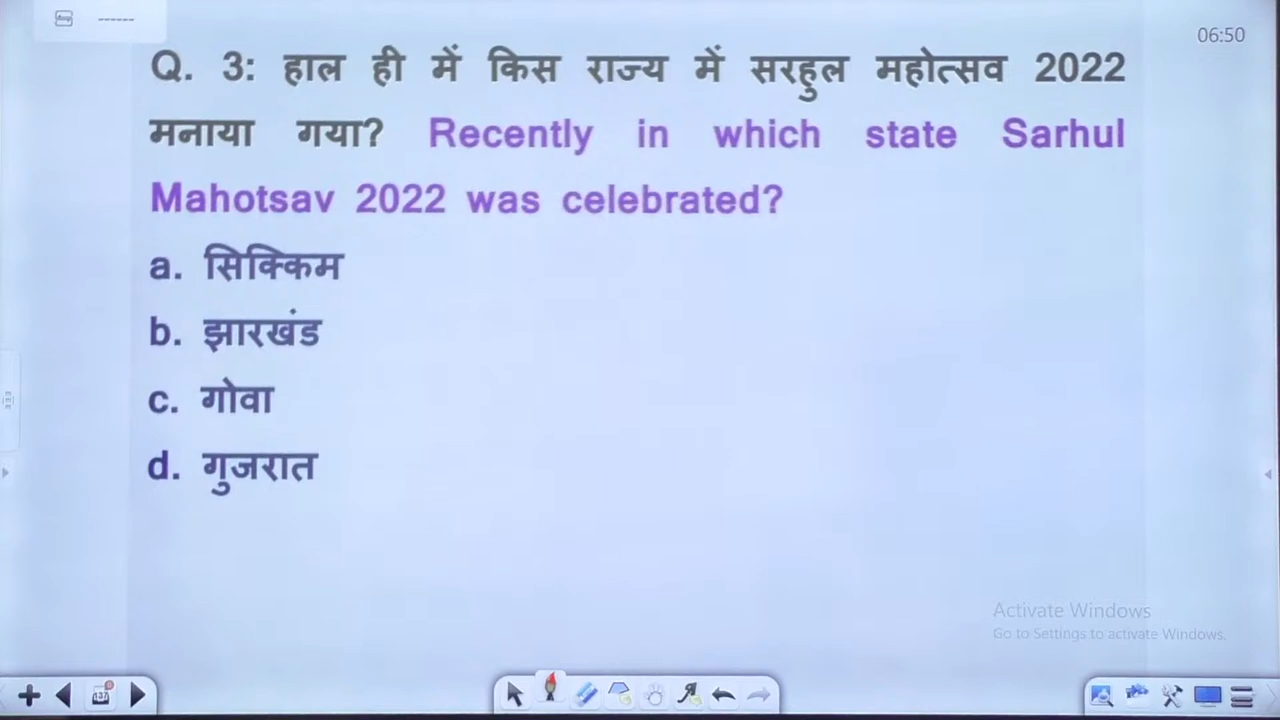 06:50
Q. 3: हाल ही में किस राज्य में सरहुल महोत्सव 2022
मनाया गया? Recently in which state Sarhul
Mahotsav 2022 was celebrated?
a. सिक्किम
b. झारखंड
c. गोवा
d. गुजरात
Activate Windows
Go to Settings to activate Windows.
137